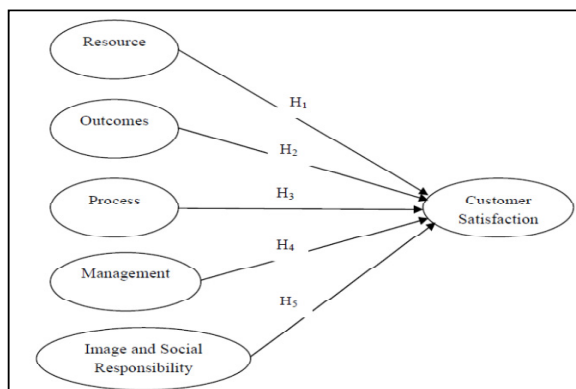 Resource
H1
Outcomes
H2
Process
H3
Customer
Satisfaction
Management
H4
H5
Image and Social
Responsibility